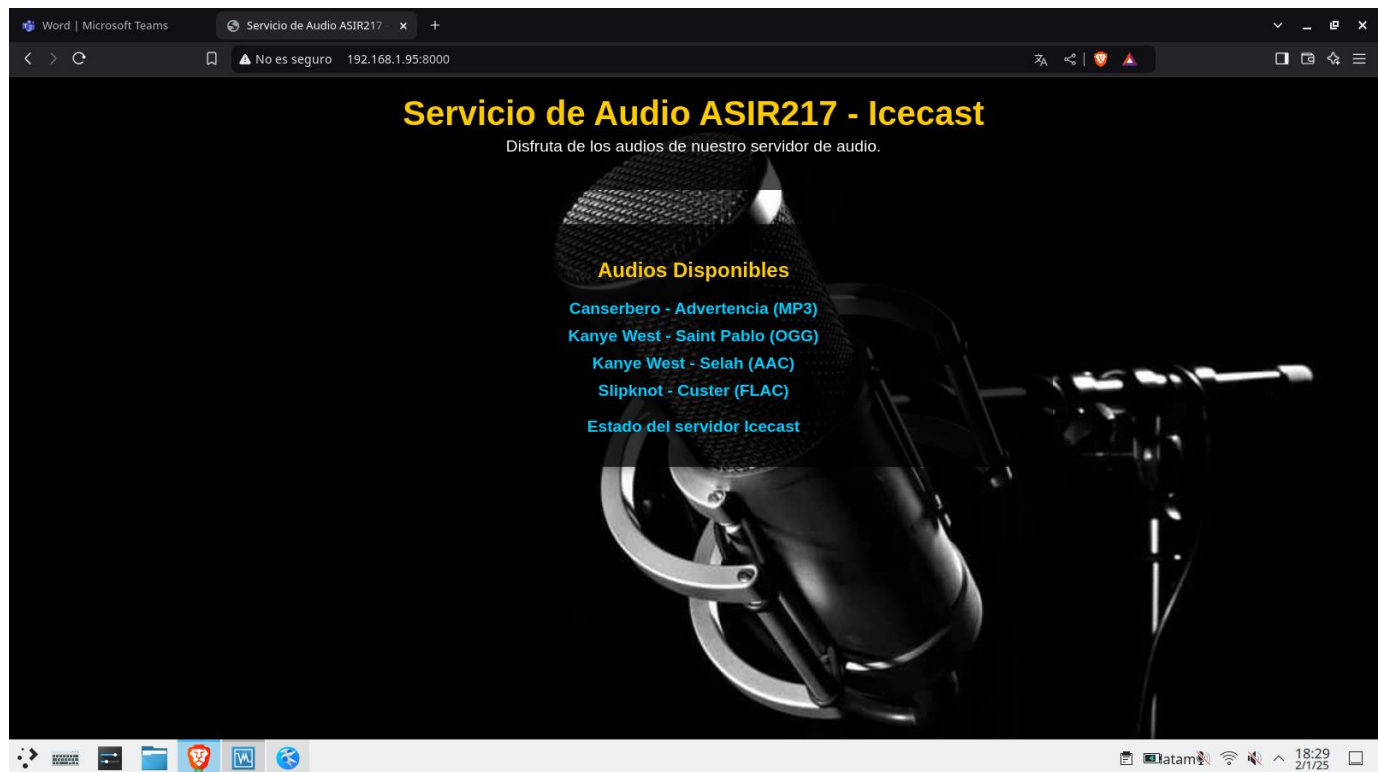 Word | Microsoft Teams
Servicio de Audio ASIR217
No es seguro 192.168.1.95:8000
Servicio de Audio ASIR217 - Icecast
Disfruta de los audios de nuestro servidor de audio.
Audios Disponibles
Canserbero - Advertencia (MP3)
Kanye West - Saint Pablo (OGG)
Kanye West - Selah (AAC)
Slipknot - Custer (FLAC)
Estado del servidor Icecast
latam
18:29
2/1/25